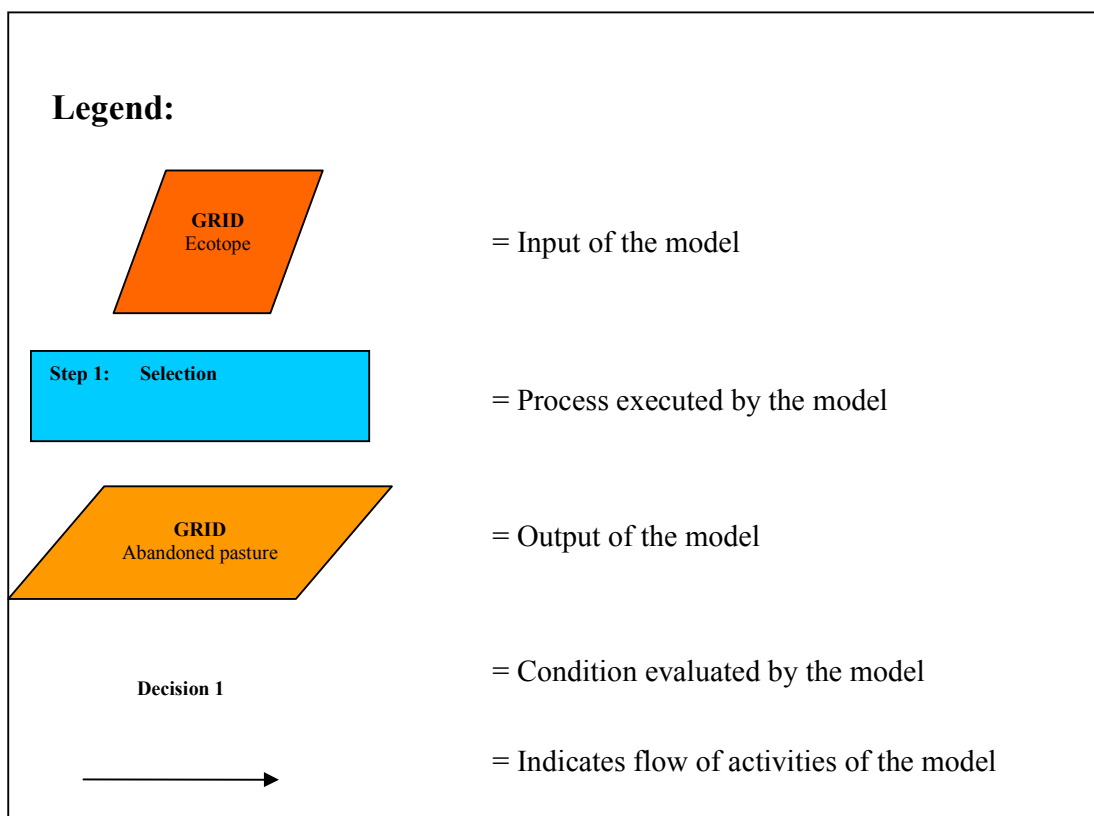 Legend:
GRID
Ecotope
= Input of the model
Step 1: Selection
= Process executed by the model
GRID
Abandoned pasture
= Output of the model
Decision 1
= Condition evaluated by the model
= Indicates flow of activities of the model